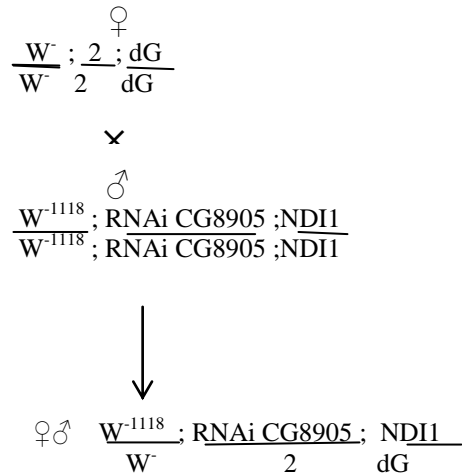 ♀
W- ; 2 ; dG
W- 2 dG
×
♂
W-1118 ; RNAi CG8905 ;NDI1
W-1118 ; RNAi CG8905 ;NDI1
♀♂ W-1118 ; RNAi CG8905 ; NDI1
W- 2 dG